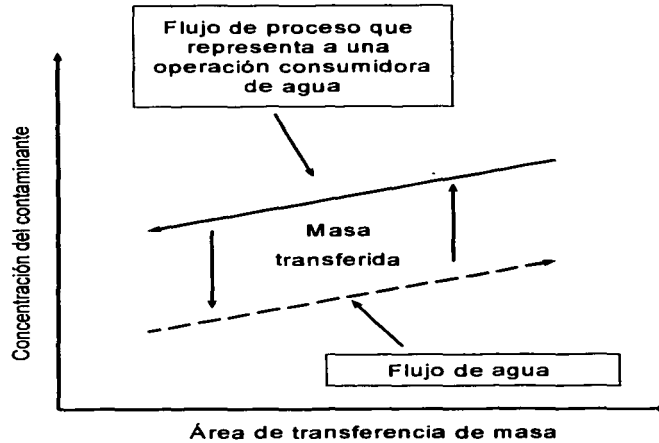 Flujo de proceso que
representa a una
operación consumidora
de agua
Concentración del contaminante
Masa
transferida
Flujo de agua
Área de transferencia de masa